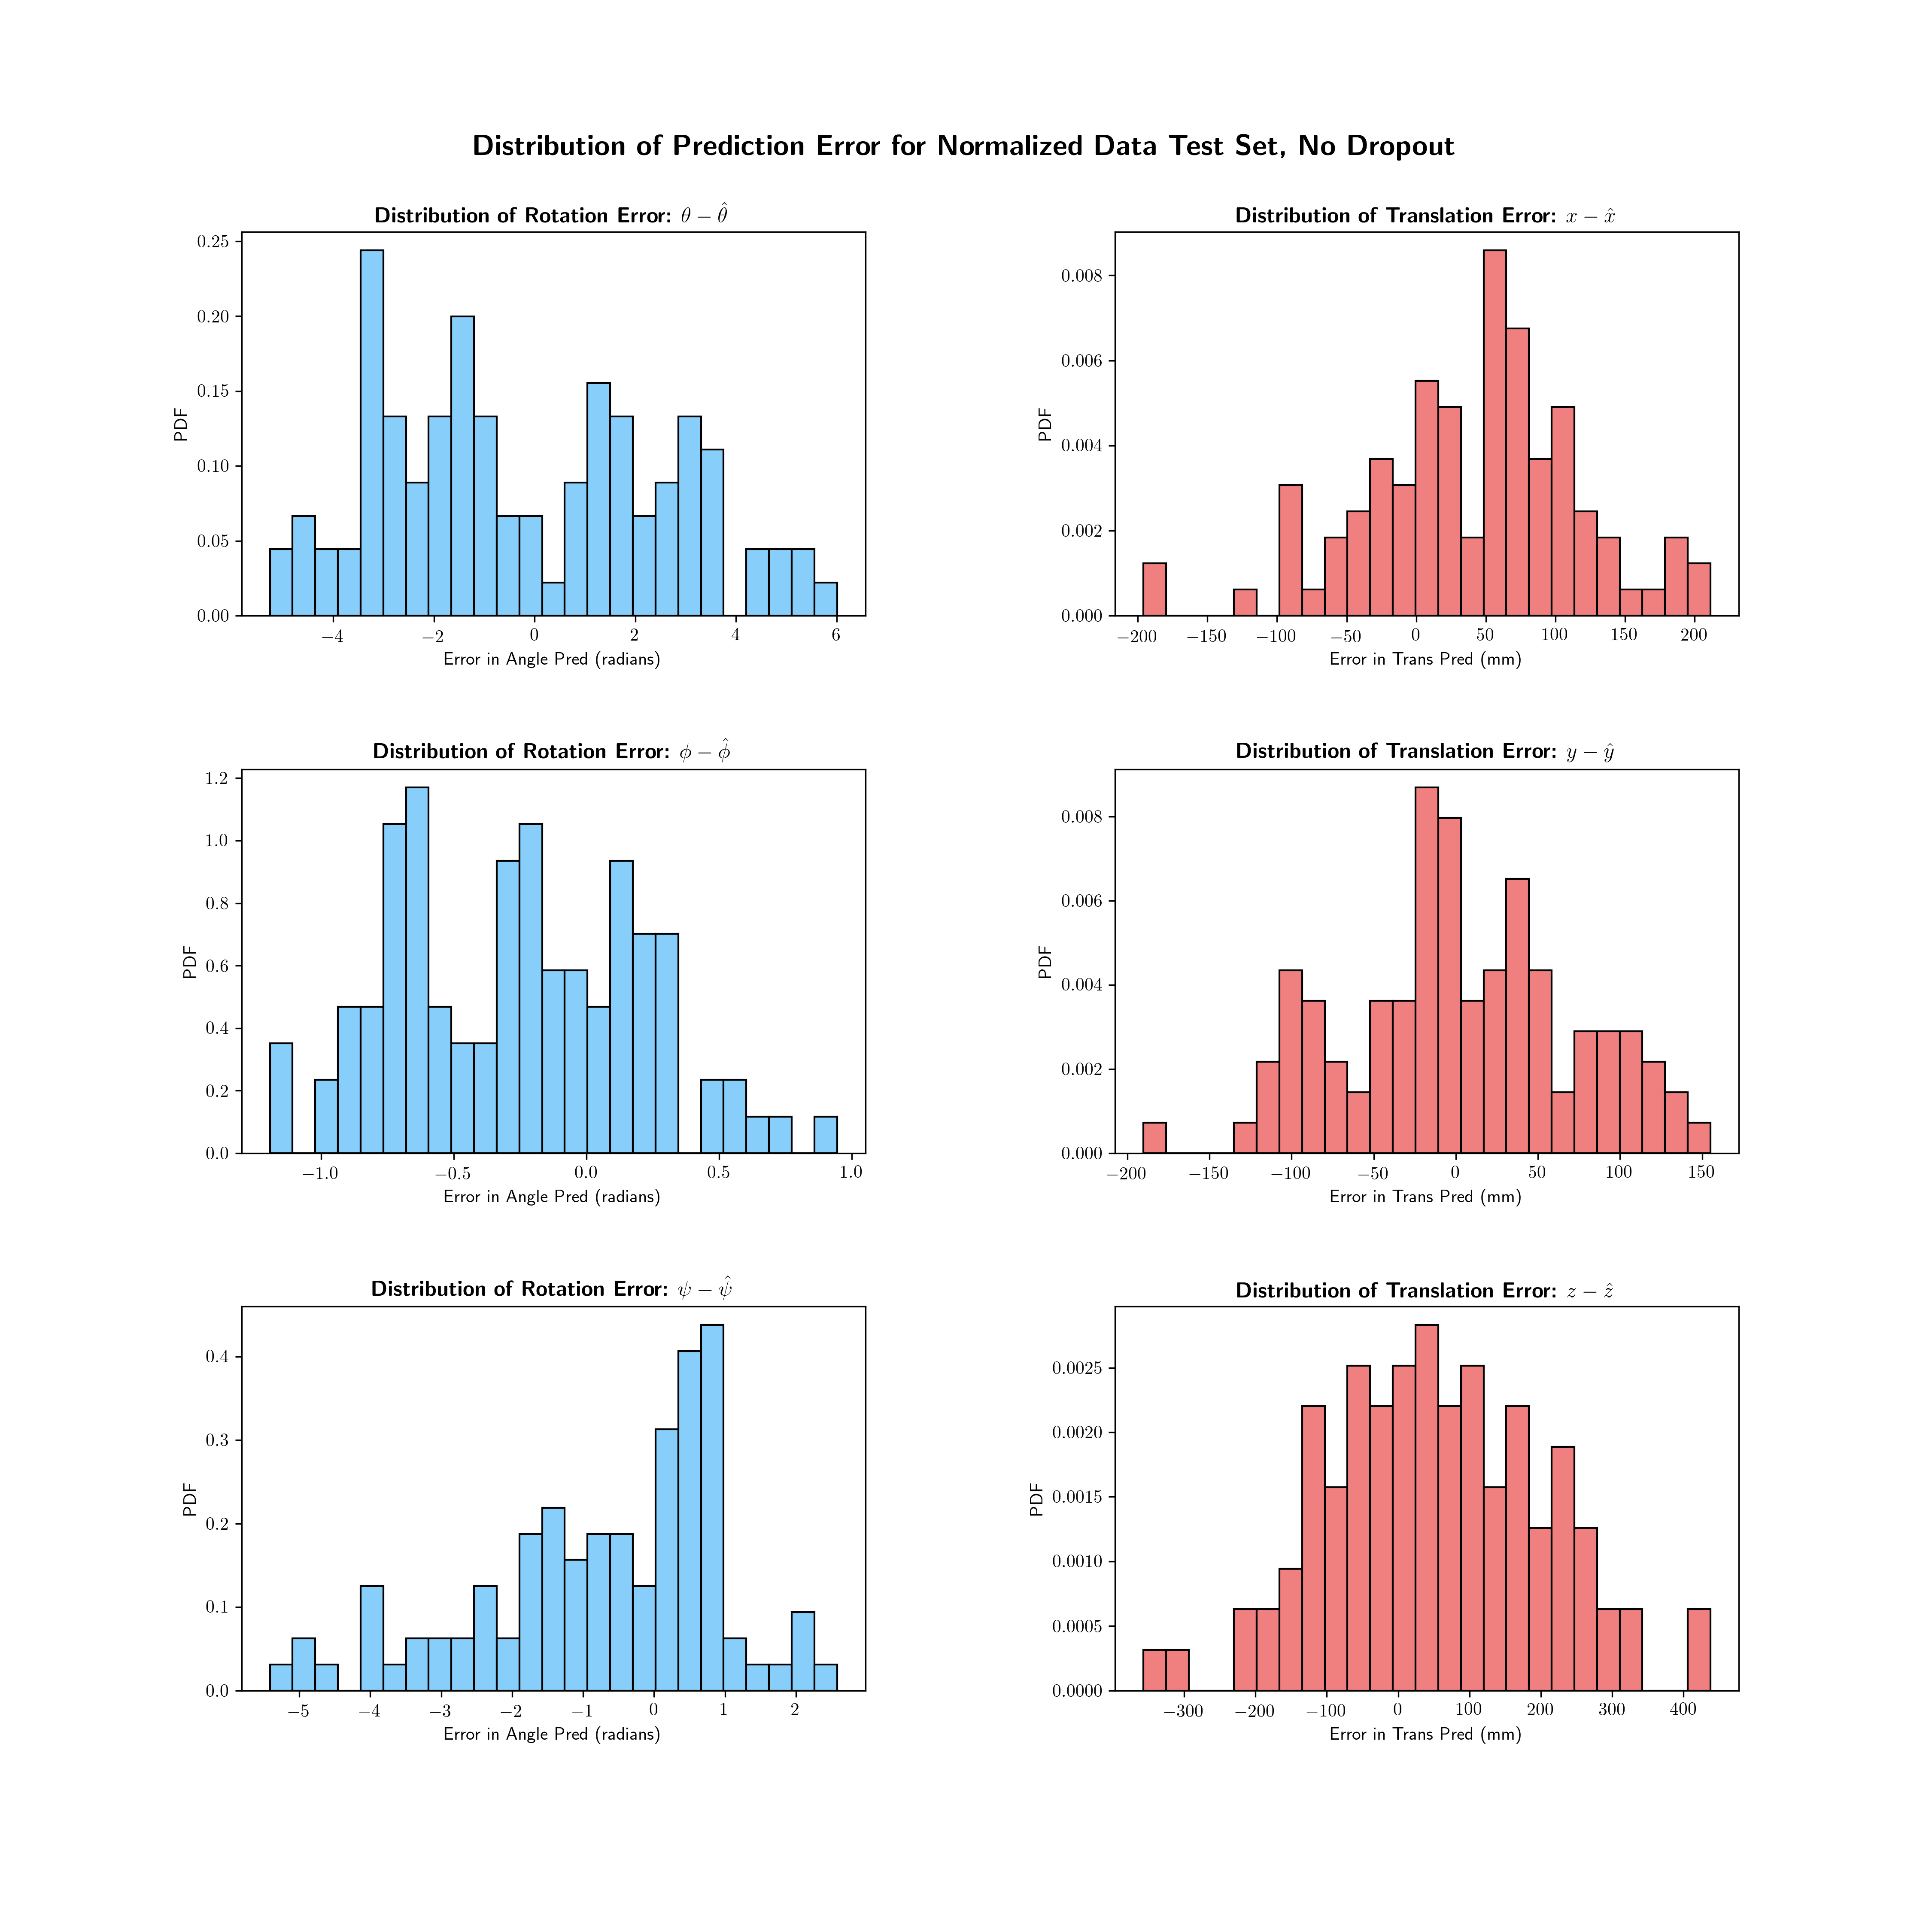 Distribution of Prediction Error for Normalized Data Test Set, No Dropout
Distribution of Rotation Error: θ − θ̂
0.25
0.20
0.15
0.10
0.05
0.00
PDF
−4 −2 0 2 4 6
Error in Angle Pred (radians)
Distribution of Translation Error: x − x̂
0.008
0.006
0.004
0.002
0.000
PDF
−200 −150 −100 −50 0 50 100 150 200
Error in Trans Pred (mm)
Distribution of Rotation Error: ϕ − ϕ̂
1.2
1.0
0.8
0.6
0.4
0.2
0.0
PDF
−1.0 −0.5 0.0 0.5 1.0
Error in Angle Pred (radians)
Distribution of Translation Error: y − ŷ
0.008
0.006
0.004
0.002
0.000
PDF
−200 −150 −100 −50 0 50 100 150
Error in Trans Pred (mm)
Distribution of Rotation Error: ψ − ψ̂
0.4
0.3
0.2
0.1
0.0
PDF
−5 −4 −3 −2 −1 0 1 2
Error in Angle Pred (radians)
Distribution of Translation Error: z − ẑ
0.0025
0.0020
0.0015
0.0010
0.0005
0.0000
PDF
−300 −200 −100 0 100 200 300 400
Error in Trans Pred (mm)